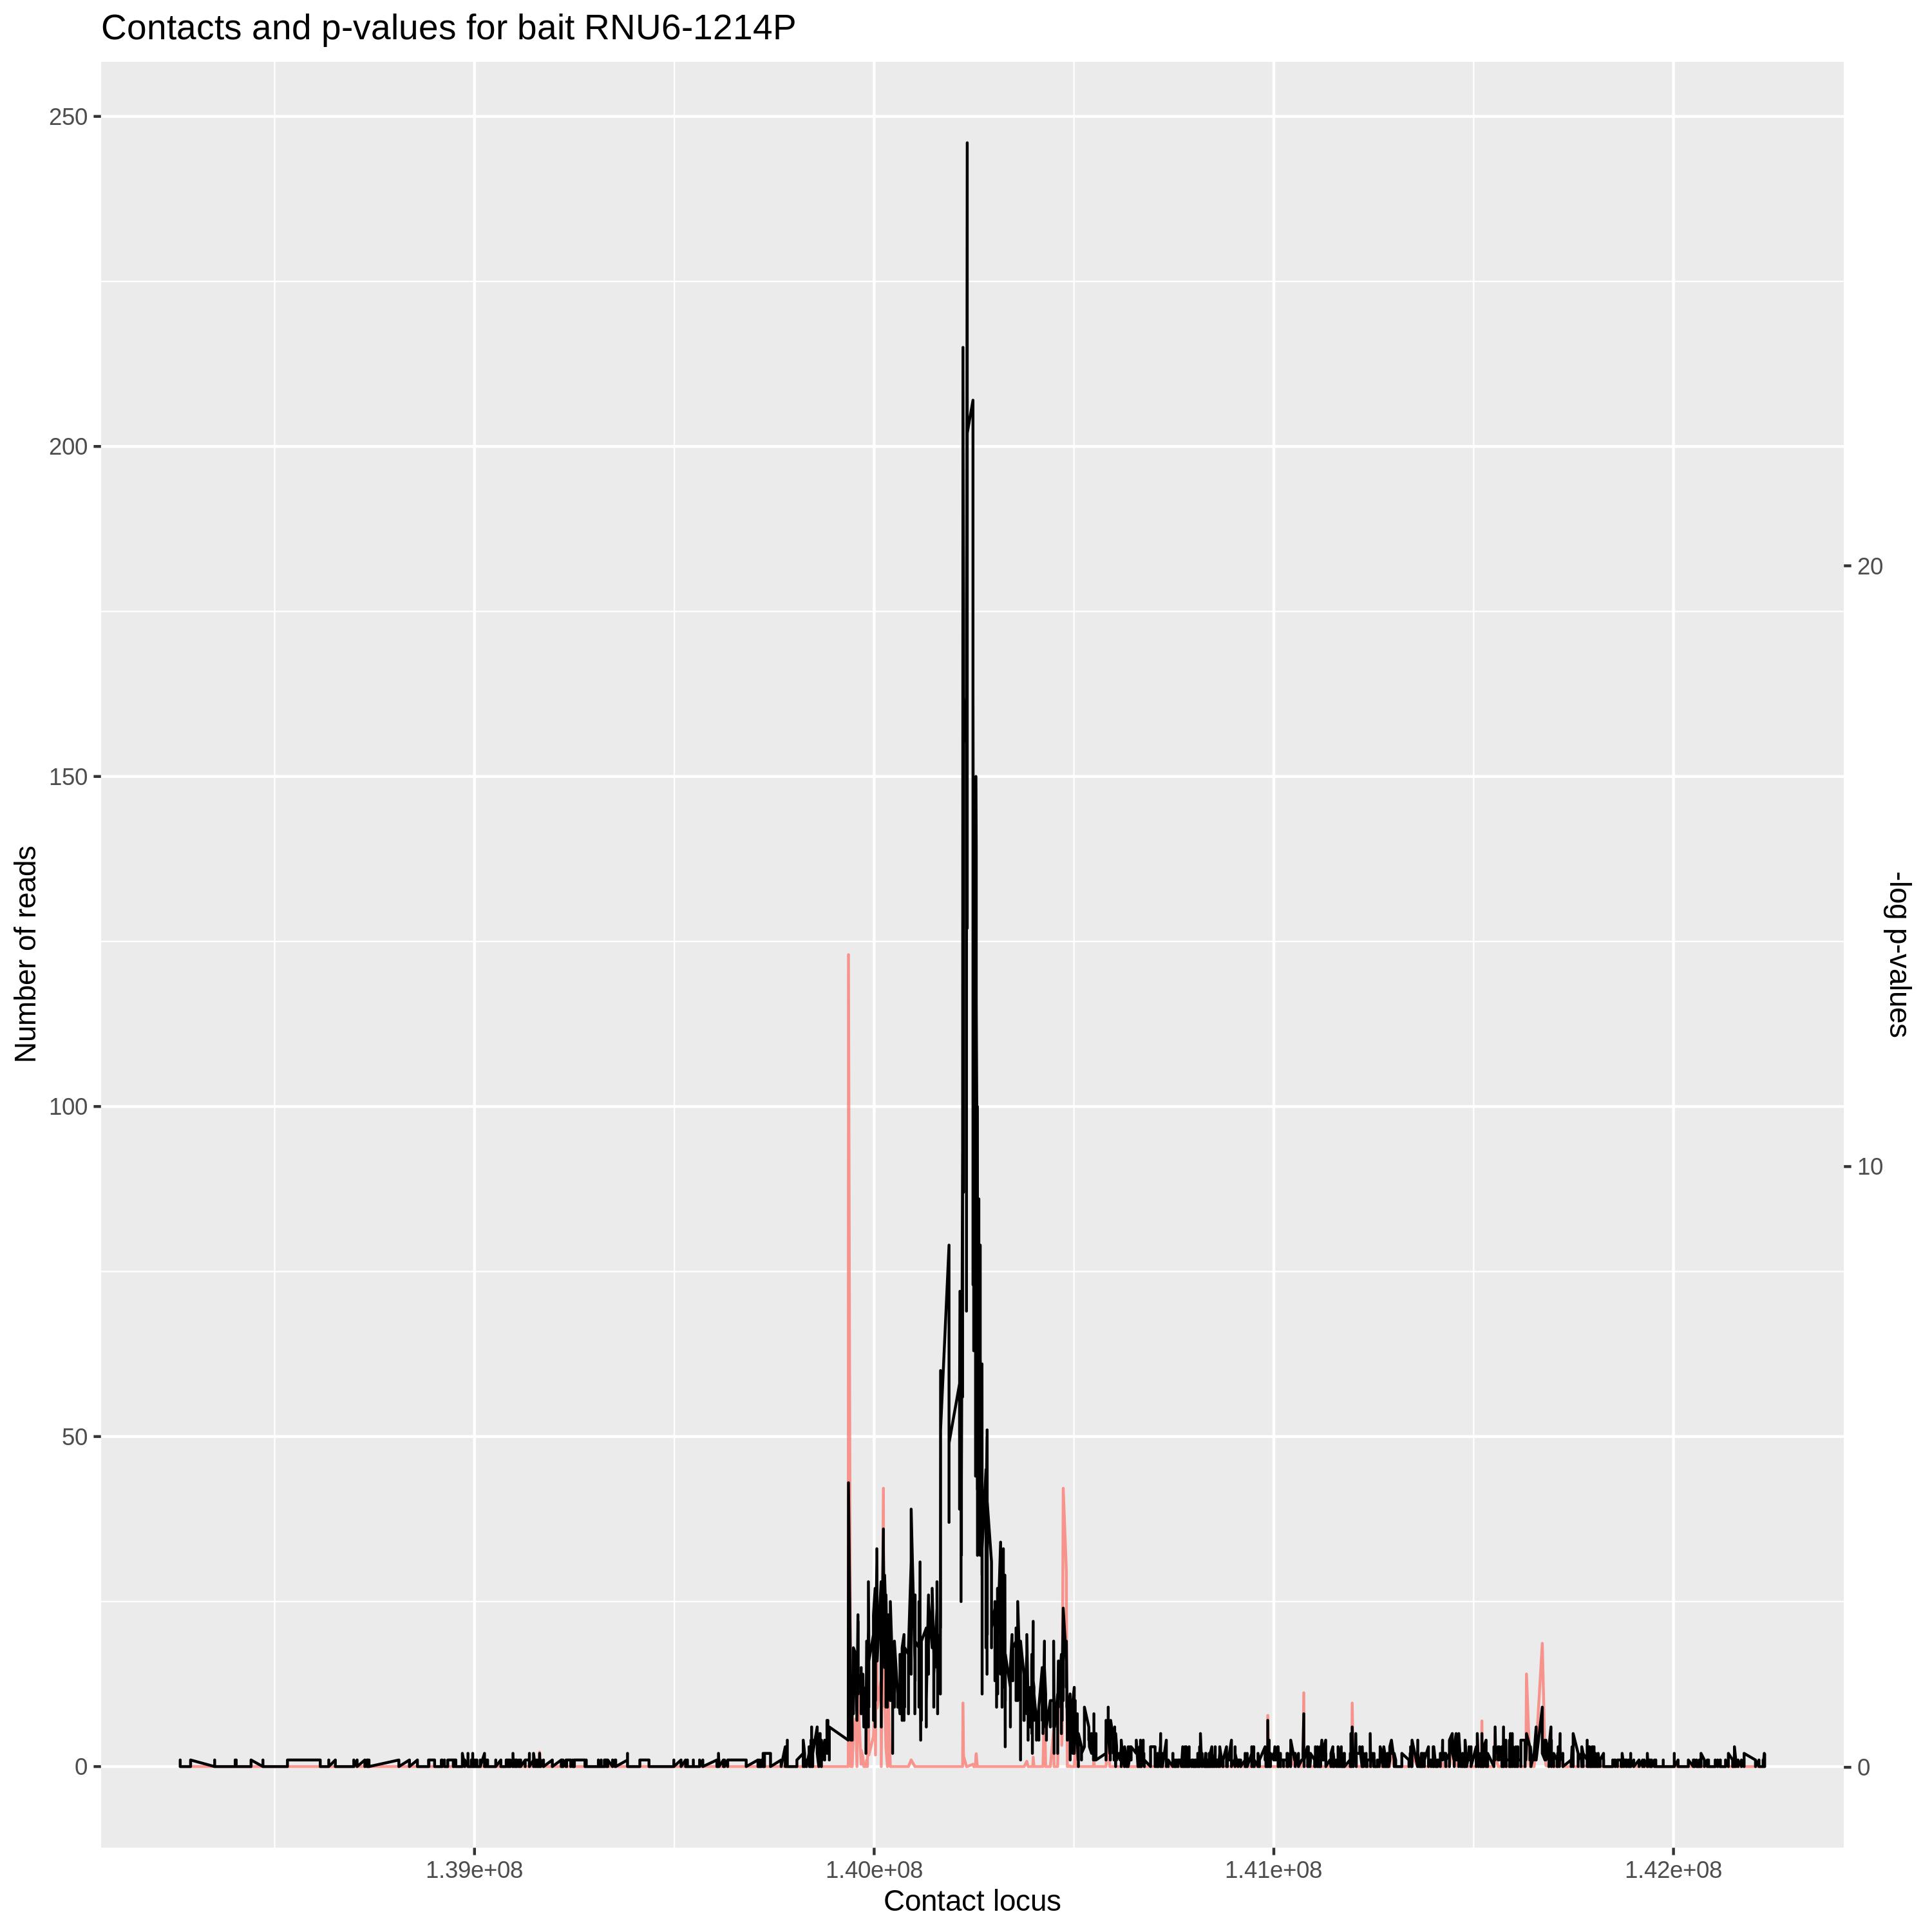 Contacts and p-values for bait RNU6-1214P
250
200
150
100
50
0
Number of reads
20
10
0
-log p-values
1.39e+08
1.40e+08
1.41e+08
1.42e+08
Contact locus